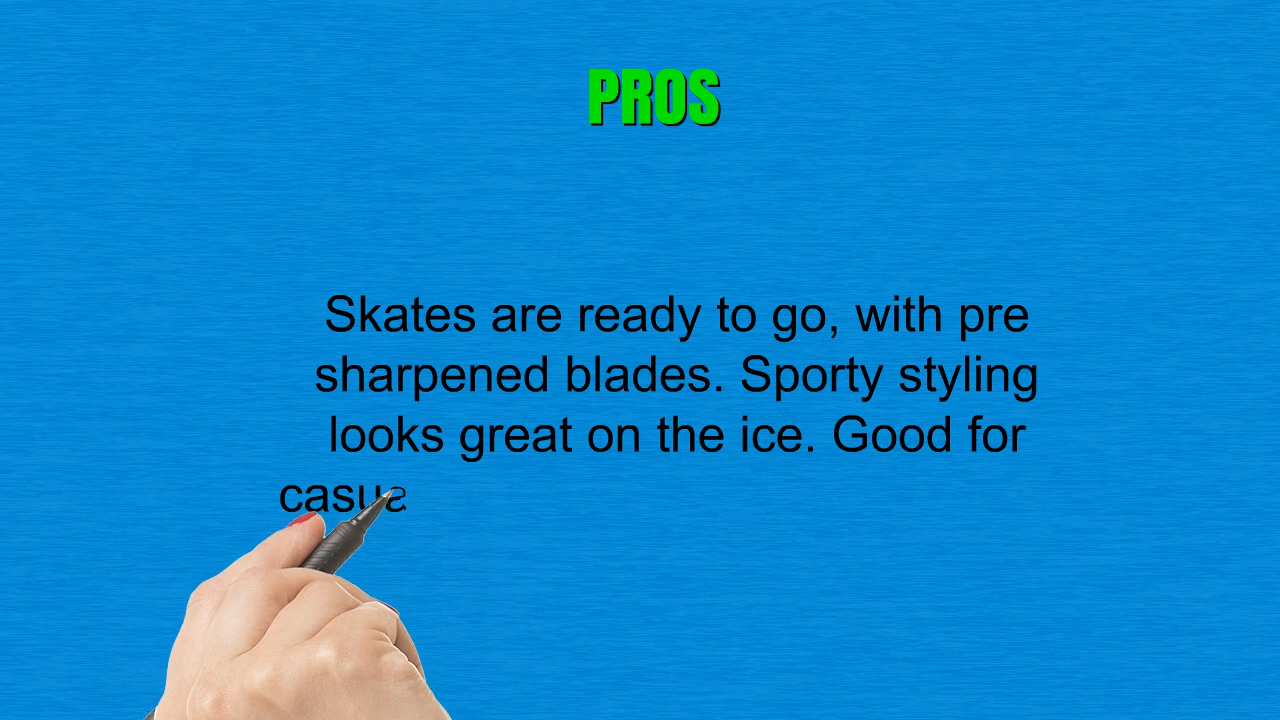 PROS
Skates are ready to go, with pre
sharpened blades. Sporty styling
looks great on the ice. Good for
casua